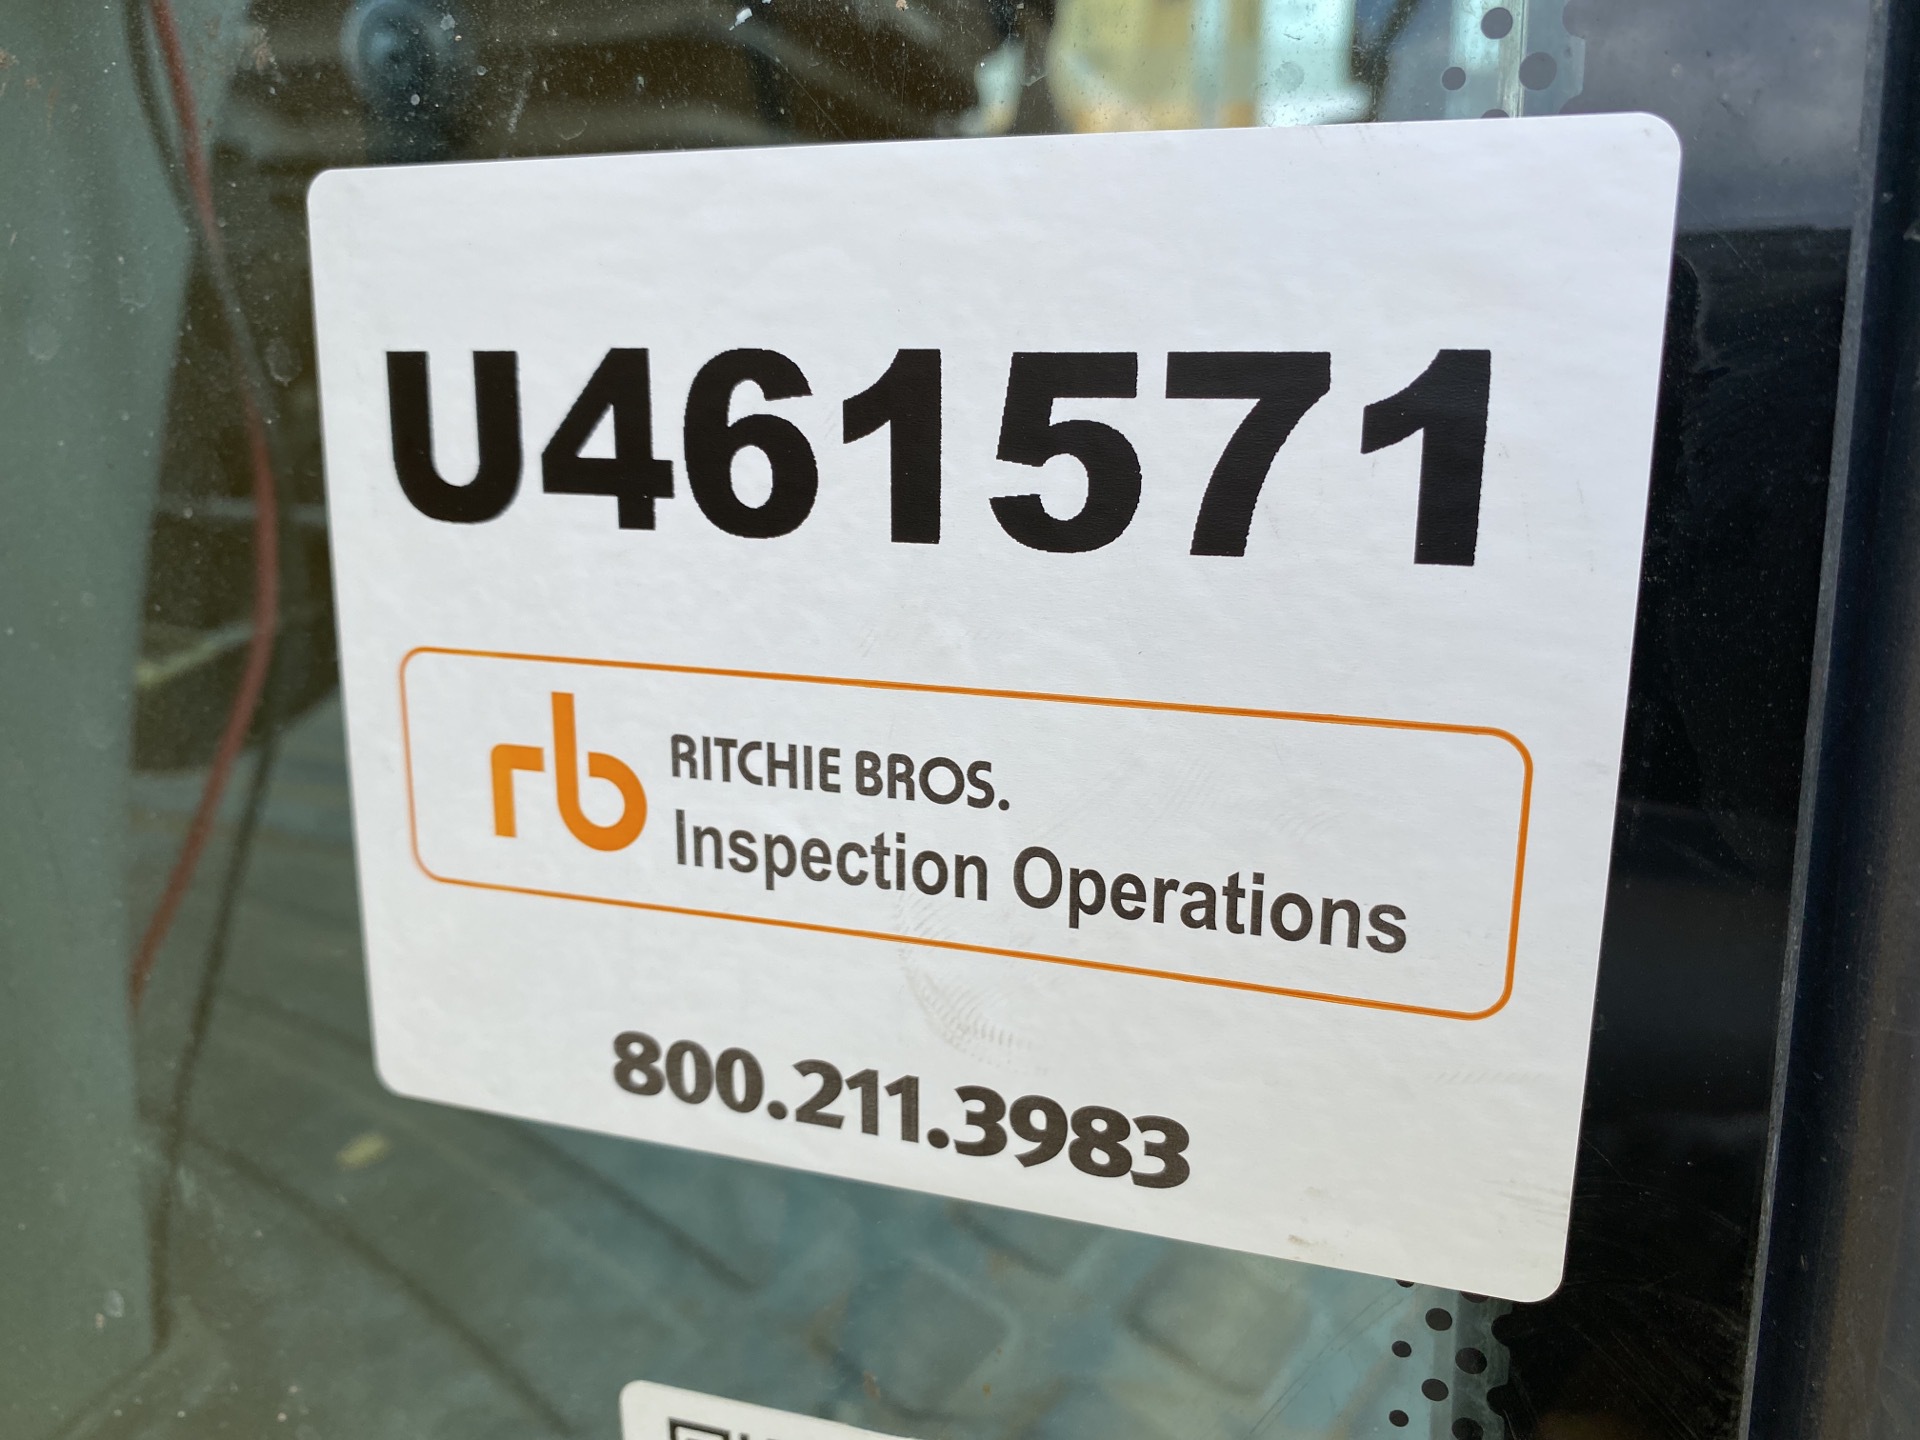 U461571
rb RITCHIE BROS.
Inspection Operations
800.211.3983